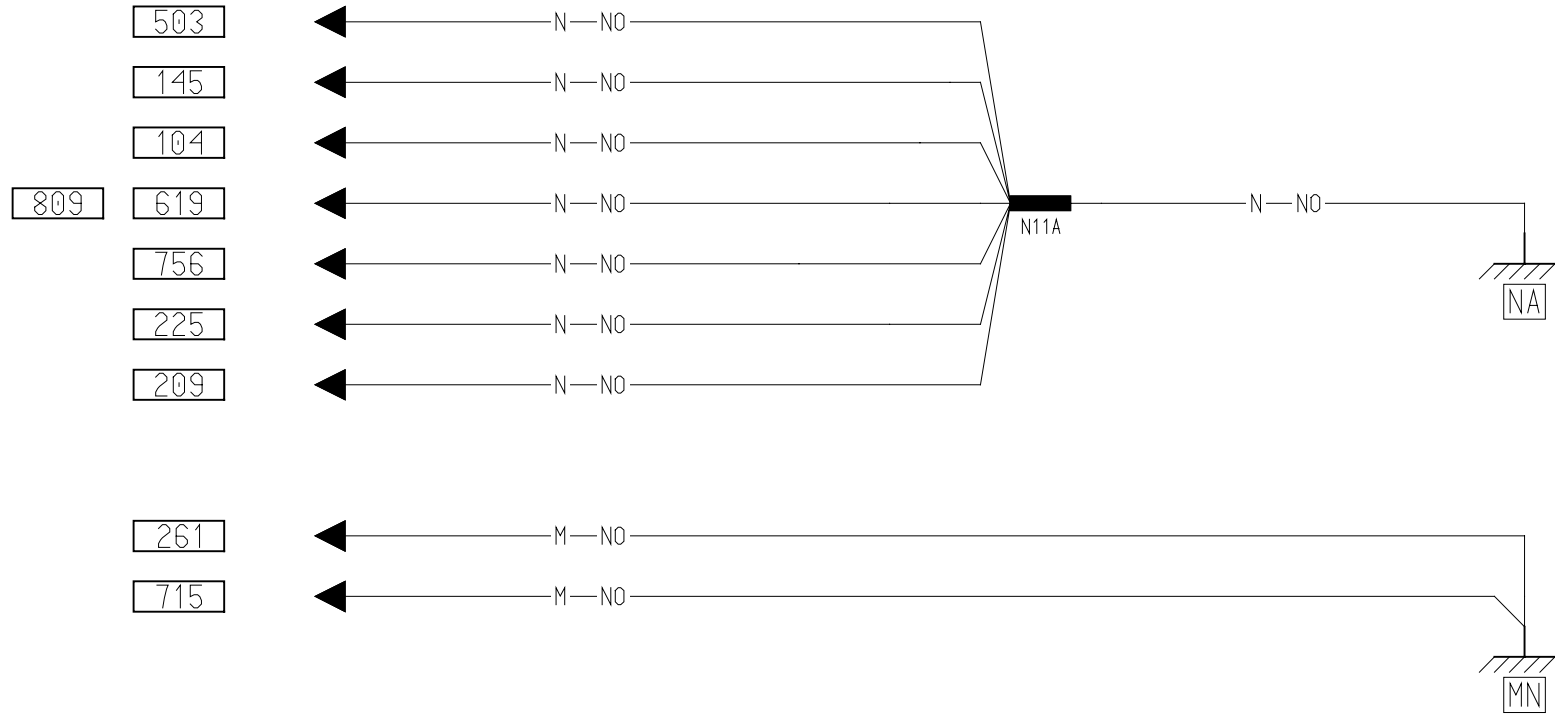 503 N NO
145 N NO
104 N NO
809 619 N NO N NO
N11A
756 N NO
NA
225 N NO
209 N NO
261 M NO
715 M NO
MN